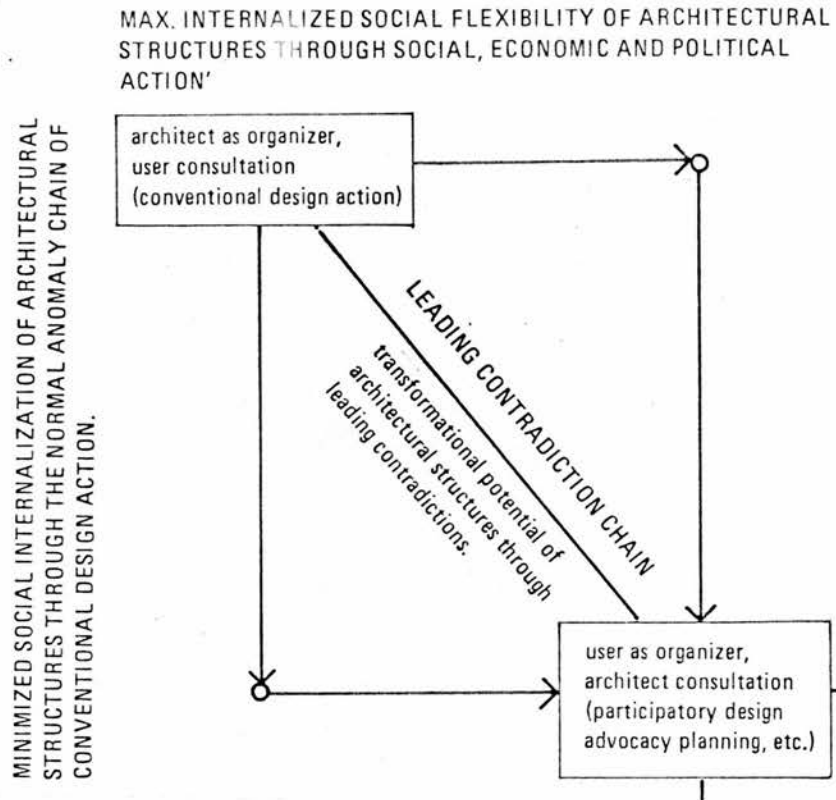 MAX. INTERNALIZED SOCIAL FLEXIBILITY OF ARCHITECTURAL
STRUCTURES THROUGH SOCIAL, ECONOMIC AND POLITICAL
ACTION'
MINIMIZED SOCIAL INTERNALIZATION OF ARCHITECTURAL
STRUCTURES THROUGH THE NORMAL ANOMALY CHAIN OF
CONVENTIONAL DESIGN ACTION.
architect as organizer,
user consultation
(conventional design action)
LEADING CONTRADICTION CHAIN
transformational potential of
architectural structures through
leading contradictions.
user as organizer,
architect consultation
(participatory design
advocacy planning, etc.)